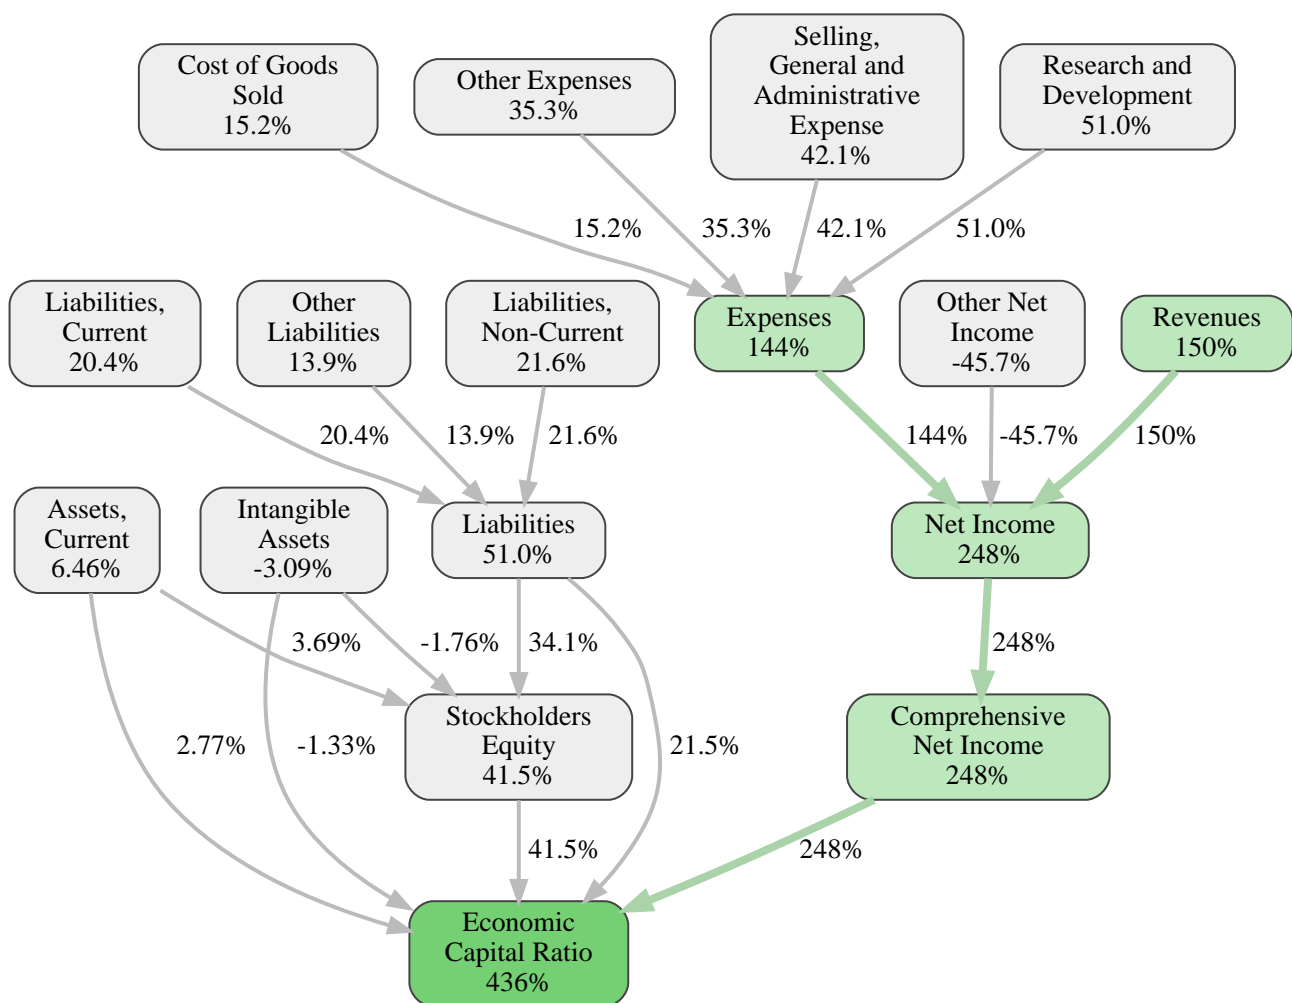 Cost of Goods
Sold
15.2%
Other Expenses
35.3%
Selling,
General and
Administrative
Expense
42.1%
Research and
Development
51.0%
15.2%
35.3%
42.1%
51.0%
Liabilities,
Current
20.4%
Other
Liabilities
13.9%
Liabilities,
Non-Current
21.6%
Expenses
144%
Other Net
Income
-45.7%
Revenues
150%
20.4%
13.9%
21.6%
144%
-45.7%
150%
Assets,
Current
6.46%
Intangible
Assets
-3.09%
Liabilities
51.0%
Net Income
248%
3.69%
-1.76%
34.1%
248%
2.77%
-1.33%
Stockholders
Equity
41.5%
21.5%
Comprehensive
Net Income
248%
41.5%
248%
Economic
Capital Ratio
436%